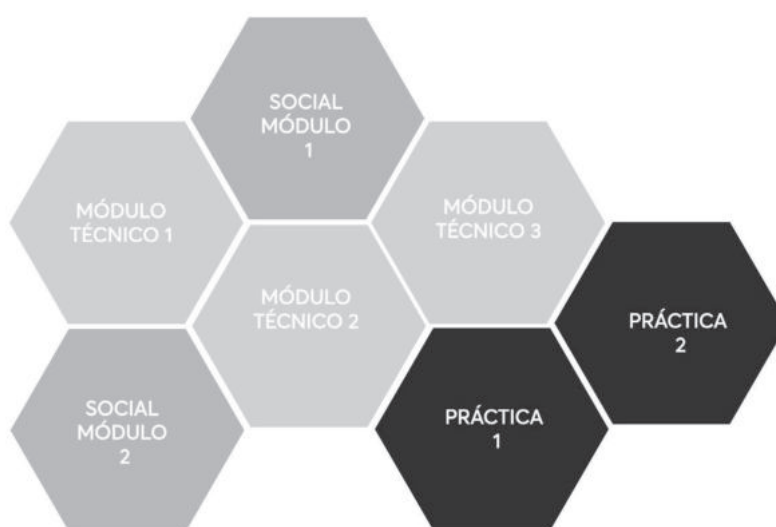 SOCIAL
MÓDULO
1
MÓDULO
TÉCNICO 1
MÓDULO
TÉCNICO 3
MÓDULO
TÉCNICO 2
PRÁCTICA
2
SOCIAL
MÓDULO
2
PRÁCTICA
1